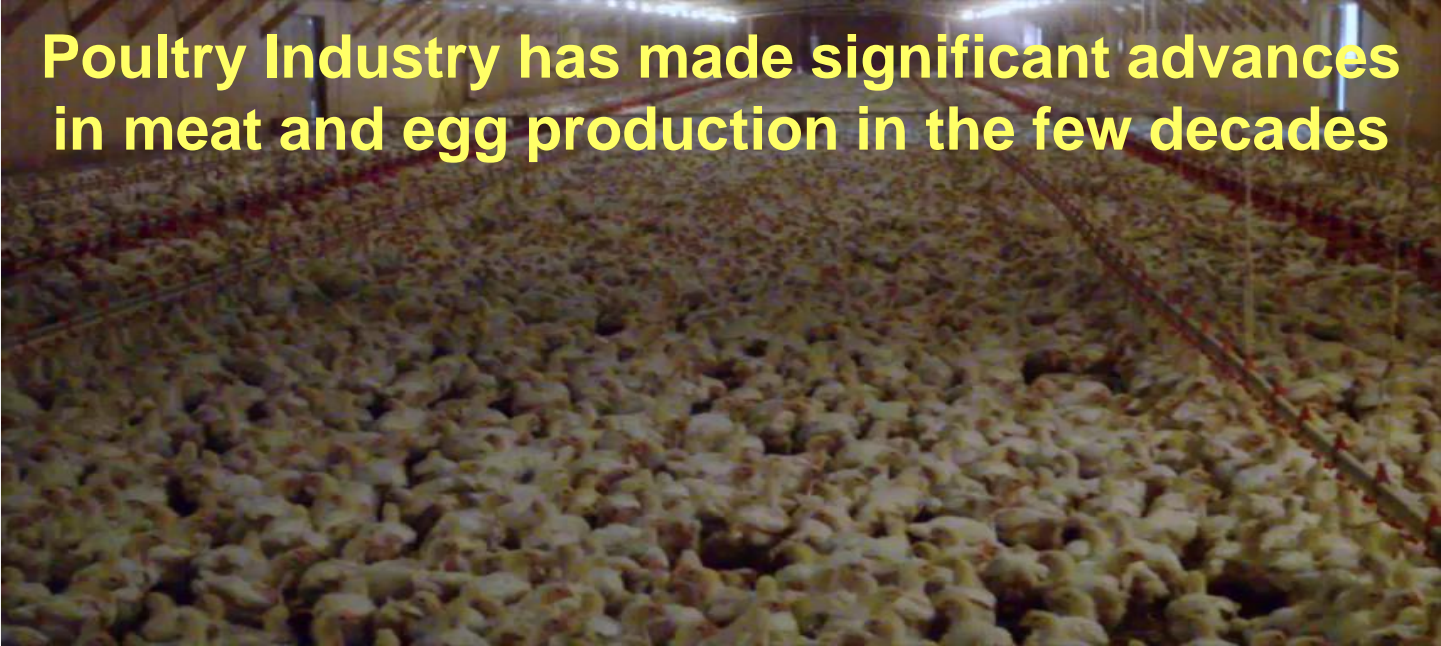 Poultry Industry has made significant advances
in meat and egg production in the few decades